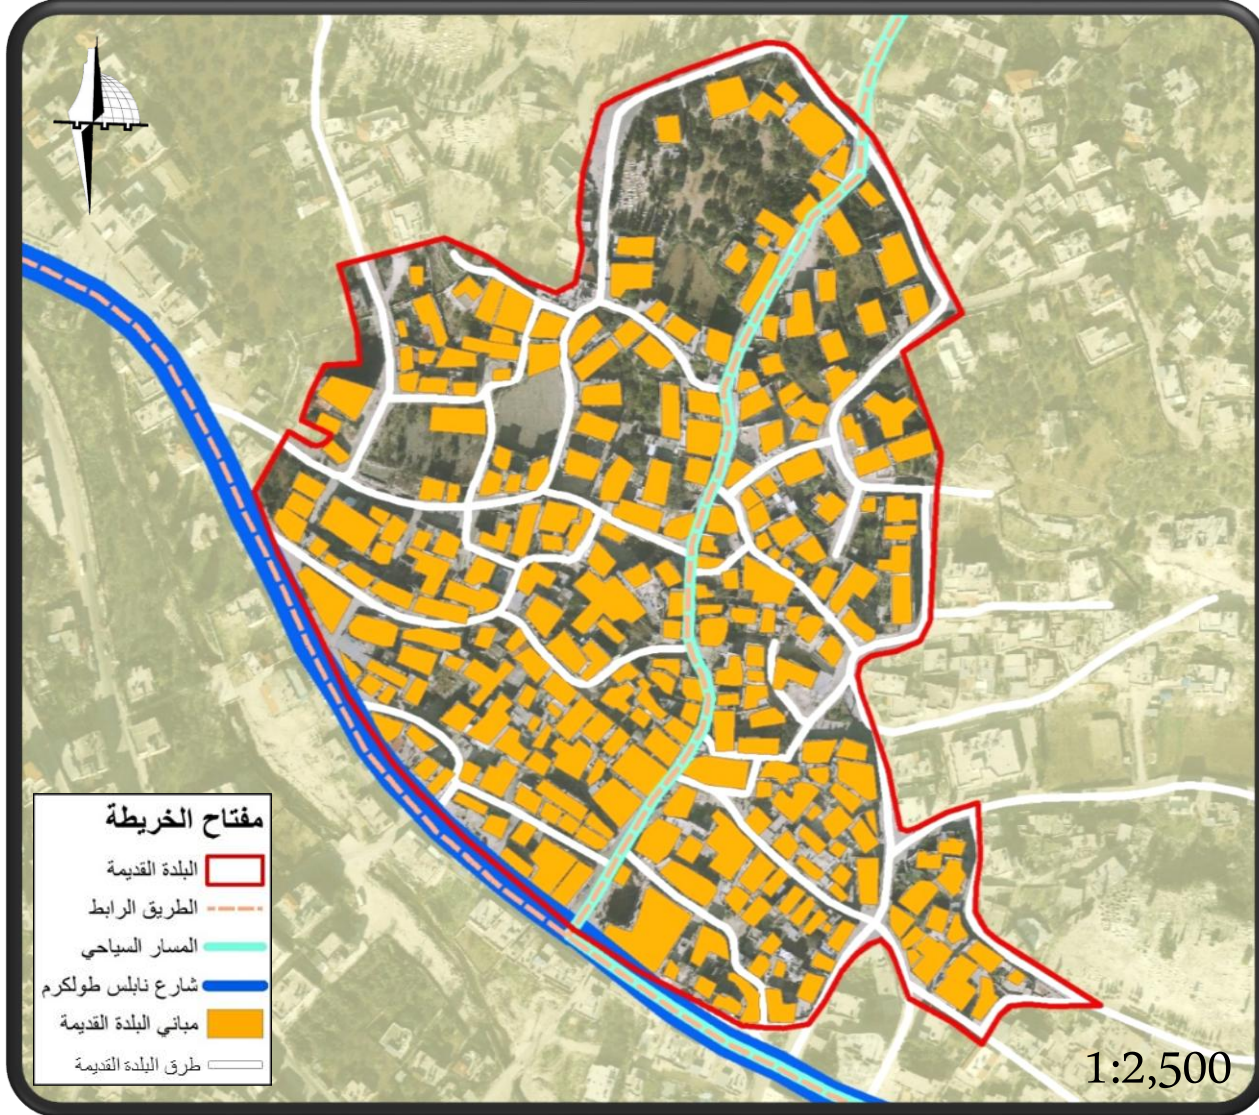 مفتاح الخريطة
البلدة القديمة
الطريق الرابط
المسار السياحي
شارع نابلس طولكرم
مباني البلدة القديمة
طرق البلدة القديمة
1:2,500